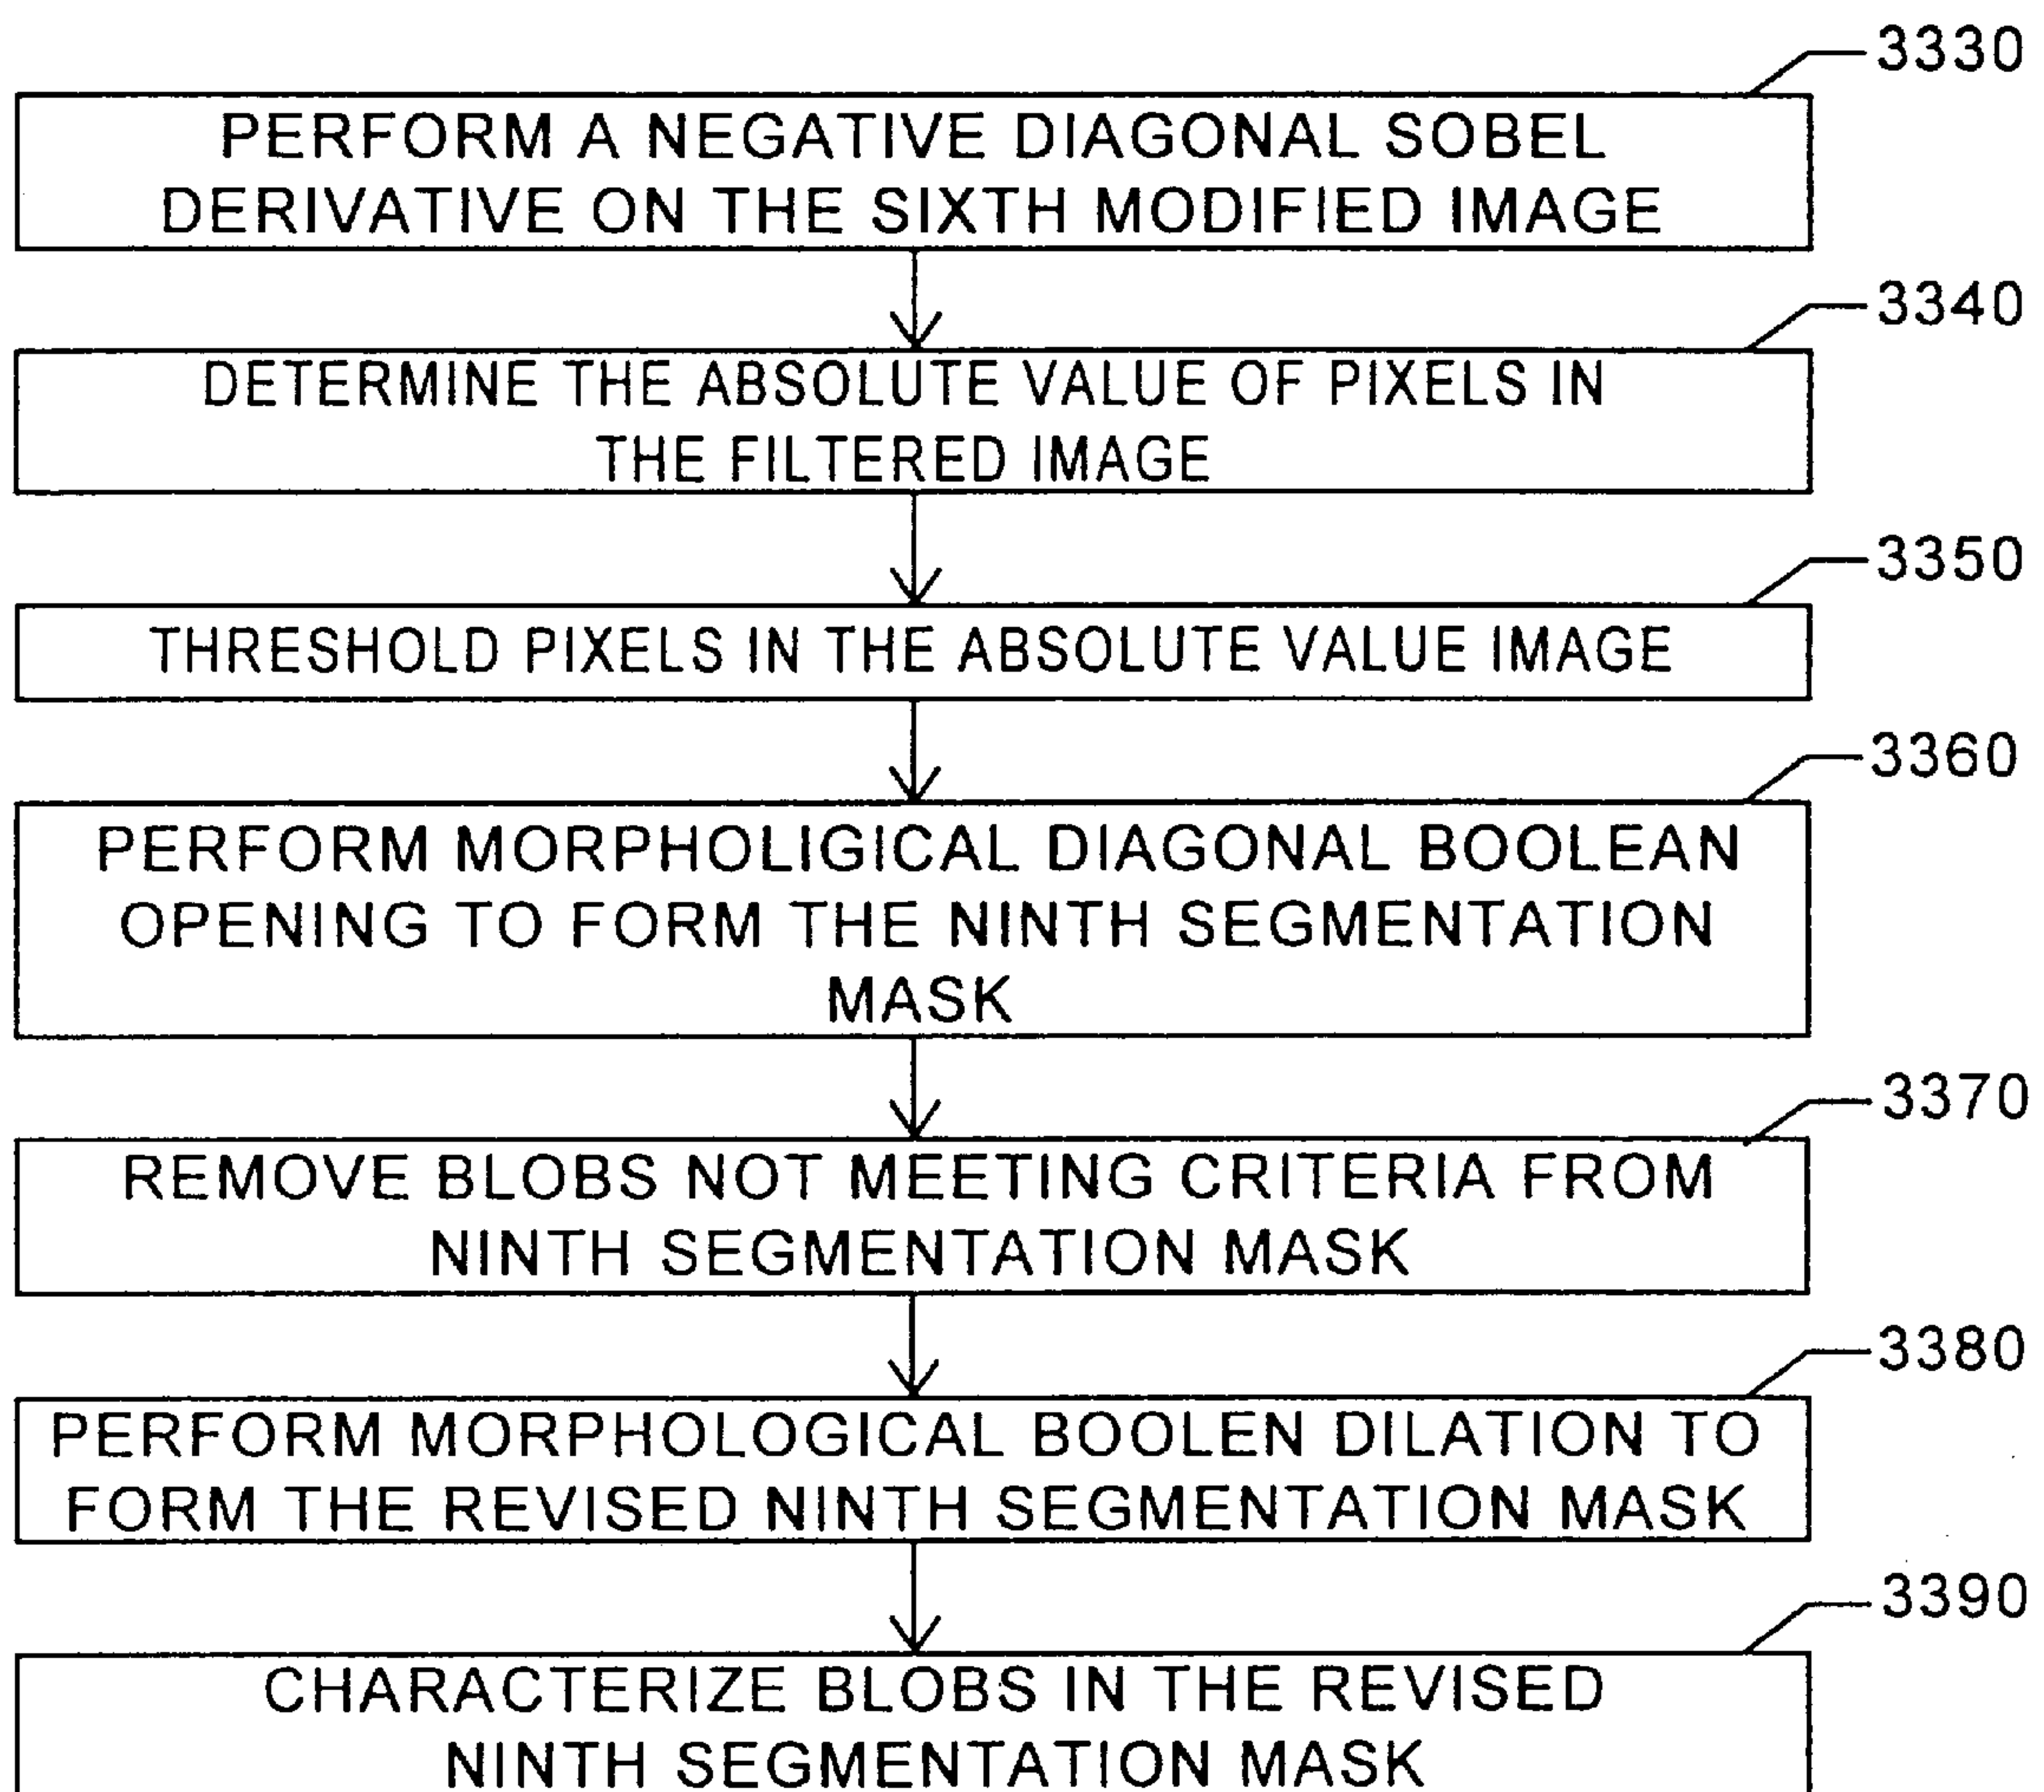 3330
PERFORM A NEGATIVE DIAGONAL SOBEL
DERIVATIVE ON THE SIXTH MODIFIED IMAGE
3340
DETERMINE THE ABSOLUTE VALUE OF PIXELS IN
THE FILTERED IMAGE
3350
THRESHOLD PIXELS IN THE ABSOLUTE VALUE IMAGE
3360
PERFORM MORPHOLIGICAL DIAGONAL BOOLEAN
OPENING TO FORM THE NINTH SEGMENTATION
MASK
3370
REMOVE BLOBS NOT MEETING CRITERIA FROM
NINTH SEGMENTATION MASK
3380
PERFORM MORPHOLOGICAL BOOLEN DILATION TO
FORM THE REVISED NINTH SEGMENTATION MASK
3390
CHARACTERIZE BLOBS IN THE REVISED
NINTH SEGMENTATION MASK